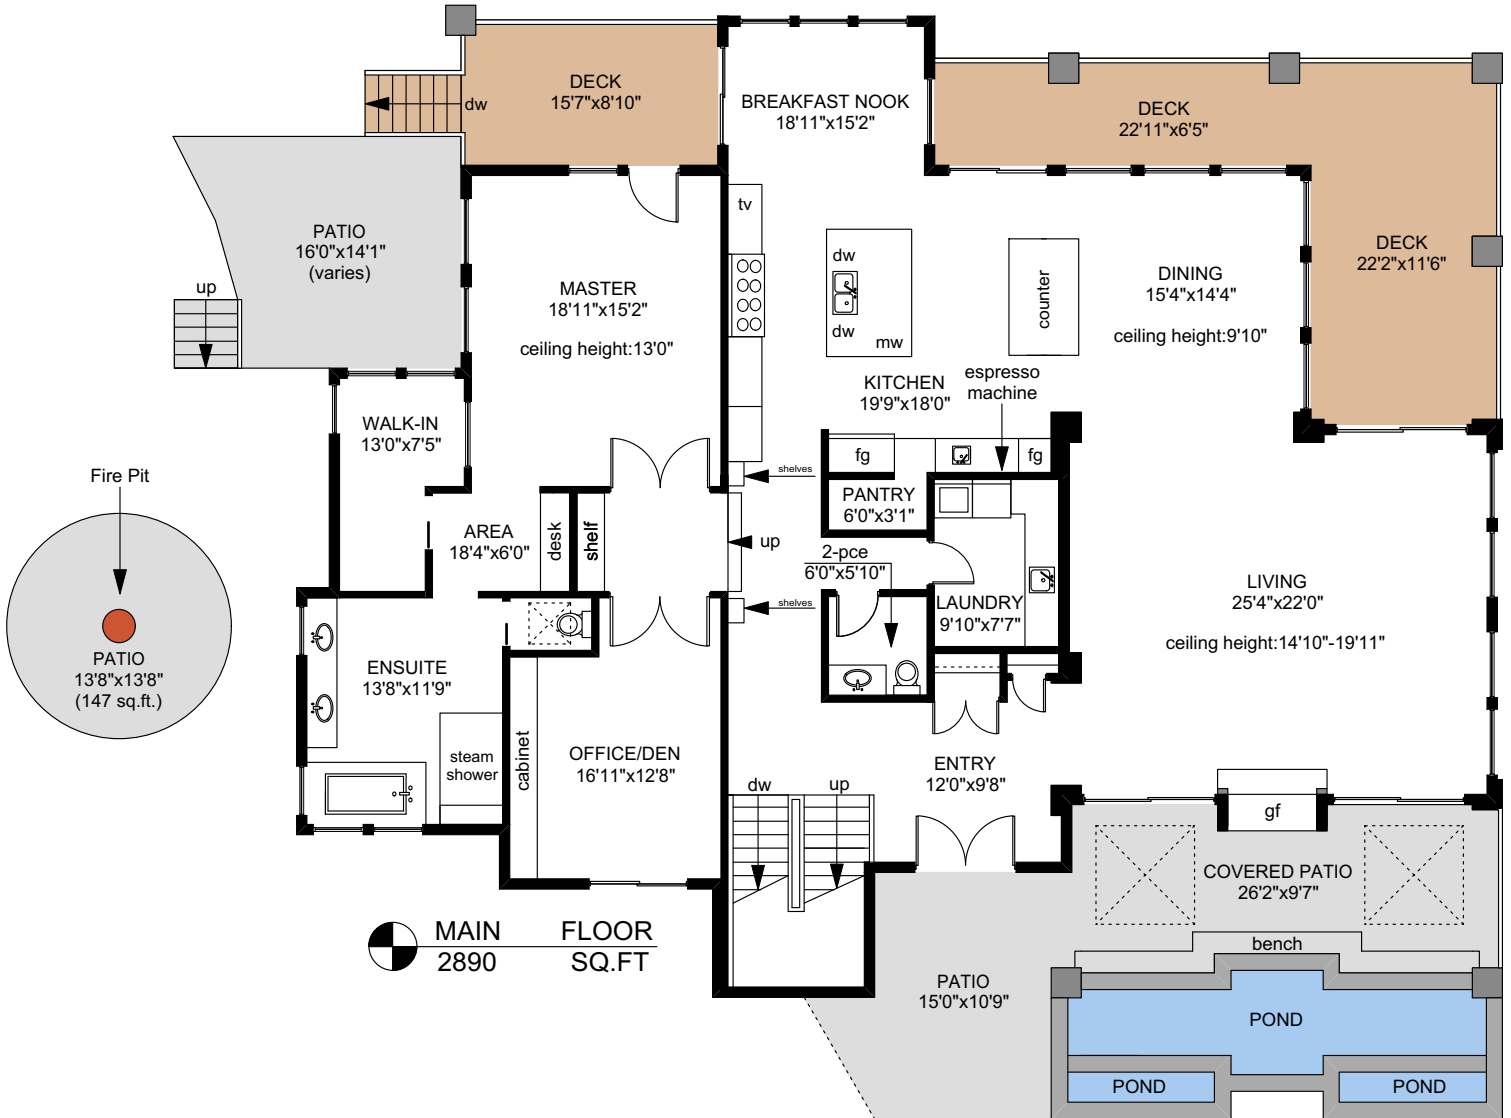 DECK
15'7"x8'10"
dw
BREAKFAST NOOK
18'11"x15'2"
DECK
22'11"x6'5"
PATIO
16'0"x14'1"
(varies)
up
tv
MASTER
18'11"x15'2"
ceiling height:13'0"
dw
dw
mw
counter
DINING
15'4"x14'4"
ceiling height:9'10"
DECK
22'2"x11'6"
KITCHEN
19'9"x18'0"
espresso
machine
WALK-IN
13'0"x7'5"
fg
fg
shelves
Fire Pit
PANTRY
6'0"x3'1"
AREA
18'4"x6'0"
desk
shelf
up
2-pce
6'0"x5'10"
shelves
LAUNDRY
9'10"x7'7"
LIVING
25'4"x22'0"
ceiling height:14'10"-19'11"
PATIO
13'8"x13'8"
(147 sq.ft.)
ENSUITE
13'8"x11'9"
steam
shower
cabinet
OFFICE/DEN
16'11"x12'8"
dw
up
ENTRY
12'0"x9'8"
gf
COVERED PATIO
26'2"x9'7"
bench
MAIN FLOOR
2890 SQ.FT
PATIO
15'0"x10'9"
POND
POND
POND